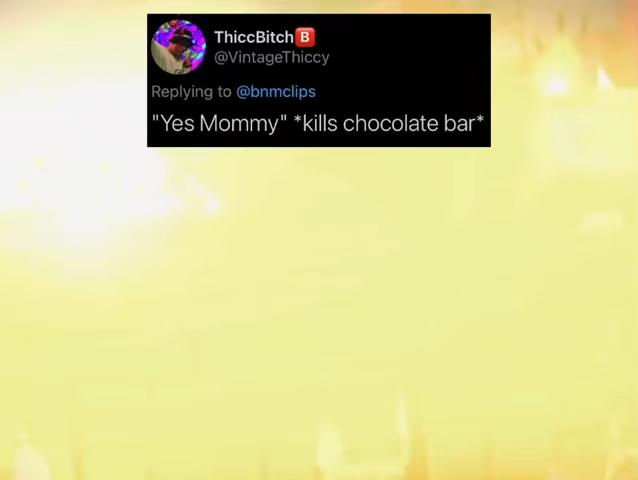 ThiccBitch🅱
@VintageThiccy
Replying to @bnmclips
"Yes Mommy" *kills chocolate bar*